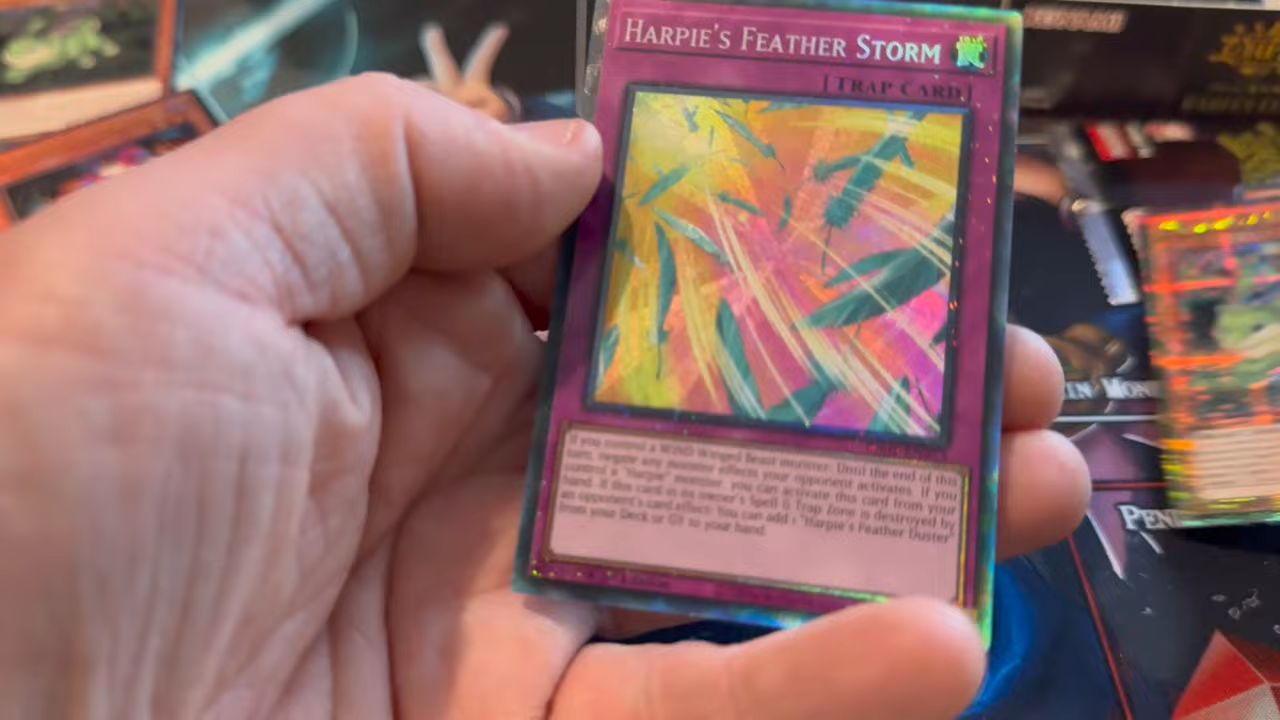 HARPIE'S FEATHER STORM
[TRAP CARD]
If you control a WIND Winged Beast monster: Until the end of this
turn, negate any monster effects your opponent activates. If you
control a "Harpie" monster, you can activate this card from your
hand. If this card in its owner's Spell & Trap Zone is destroyed by
an opponent's card effect: You can add 1 "Harpie's Feather Duster"
from your Deck or GY to your hand.